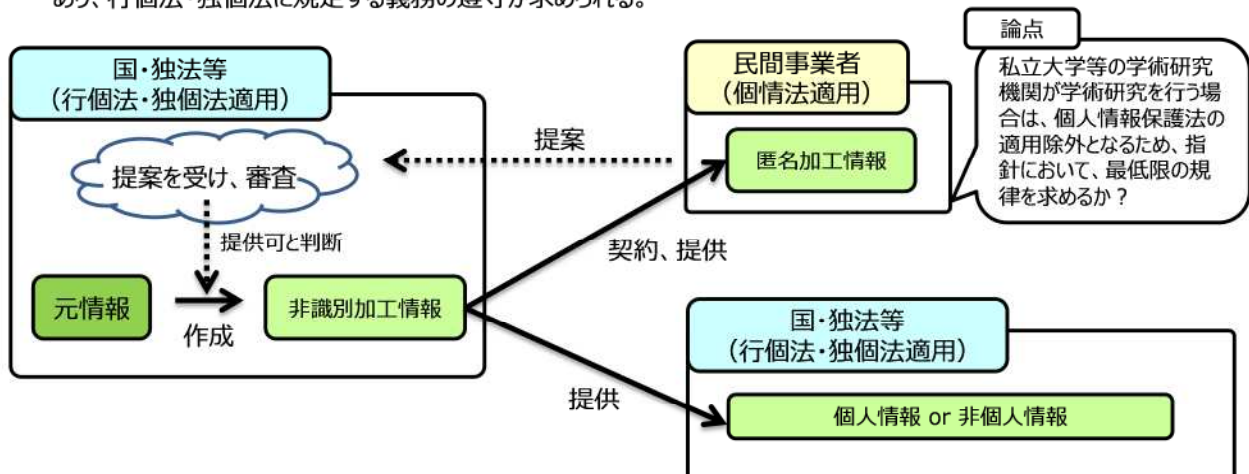 あり、行個法・独個法に規定する義務の遵守が求められる。
国・独法等
（行個法・独個法適用）
提案を受け、審査
提供可と判断
元情報
作成
非識別加工情報
提案
契約、提供
提供
民間事業者
（個情法適用）
匿名加工情報
論点
私立大学等の学術研究
機関が学術研究を行う場
合は、個人情報保護法の
適用除外となるため、指
針において、最低限の規
律を求めるか？
国・独法等
（行個法・独個法適用）
個人情報 or 非個人情報